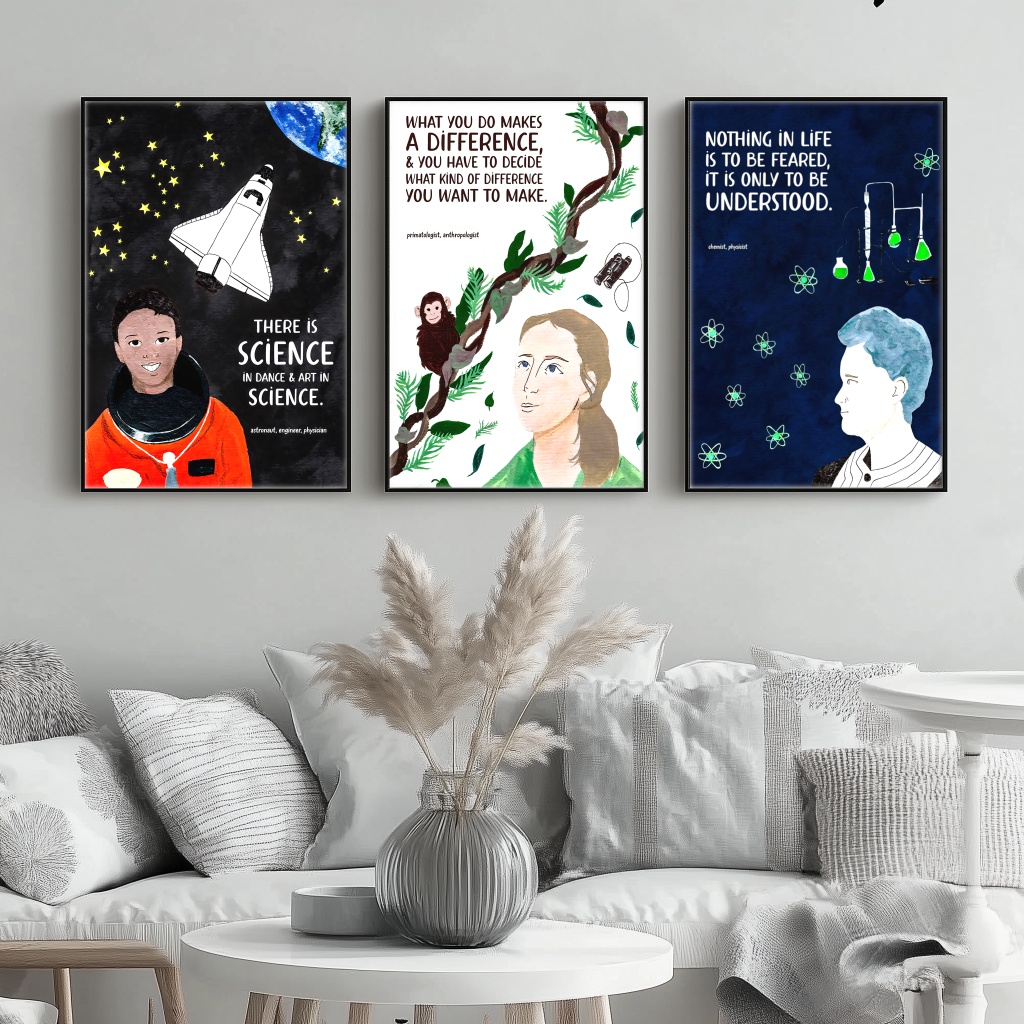 THERE IS
SCIENCE
IN DANCE & ART IN
SCIENCE.
astronaut, engineer, physician
WHAT YOU DO MAKES
A DIFFERENCE,
& YOU HAVE TO DECIDE
WHAT KIND OF DIFFERENCE
YOU WANT TO MAKE.
primatologist, anthropologist
NOTHING IN LIFE
IS TO BE FEARED,
IT IS ONLY TO BE
UNDERSTOOD.
chemist, physicist